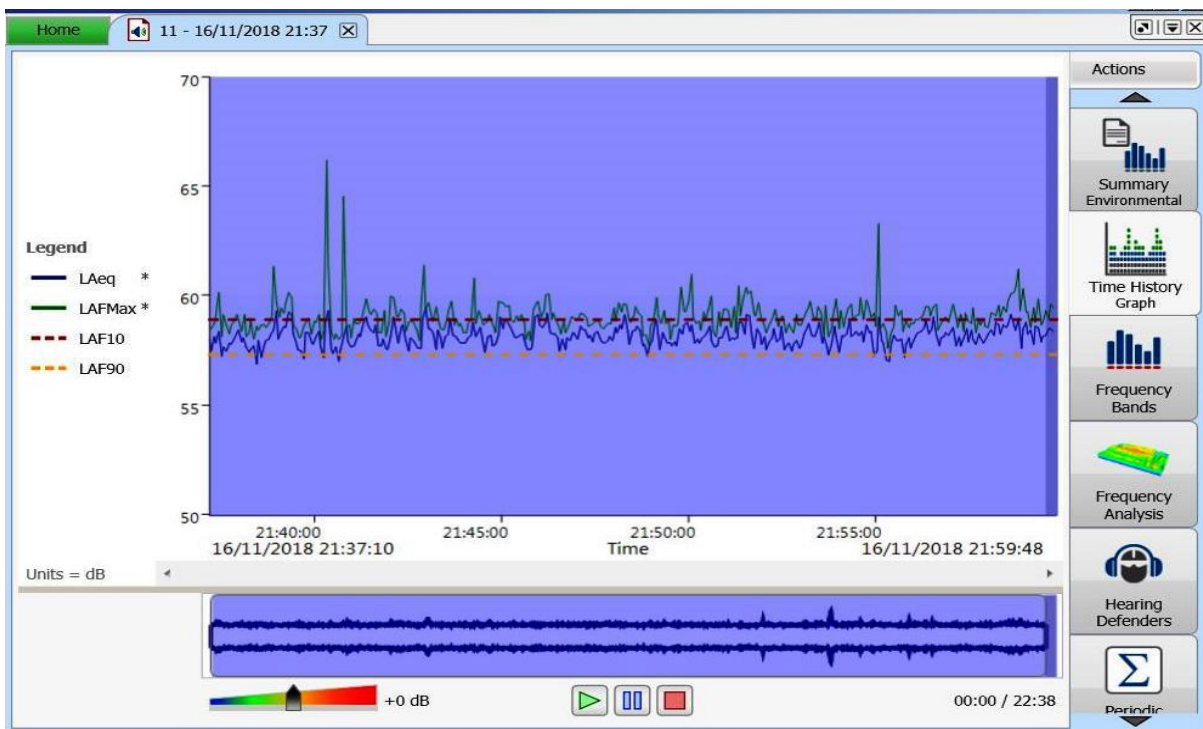 Home
11 - 16/11/2018 21:37
Actions
70
65
60
55
50
Legend
LAeq *
LAFMax *
LAF10
LAF90
21:40:00 21:45:00 21:50:00 21:55:00
16/11/2018 21:37:10 Time 16/11/2018 21:59:48
Units = dB
+0 dB
00:00 / 22:38
Summary
Environmental
Time History
Graph
Frequency
Bands
Frequency
Analysis
Hearing
Defenders
Σ
Periodic